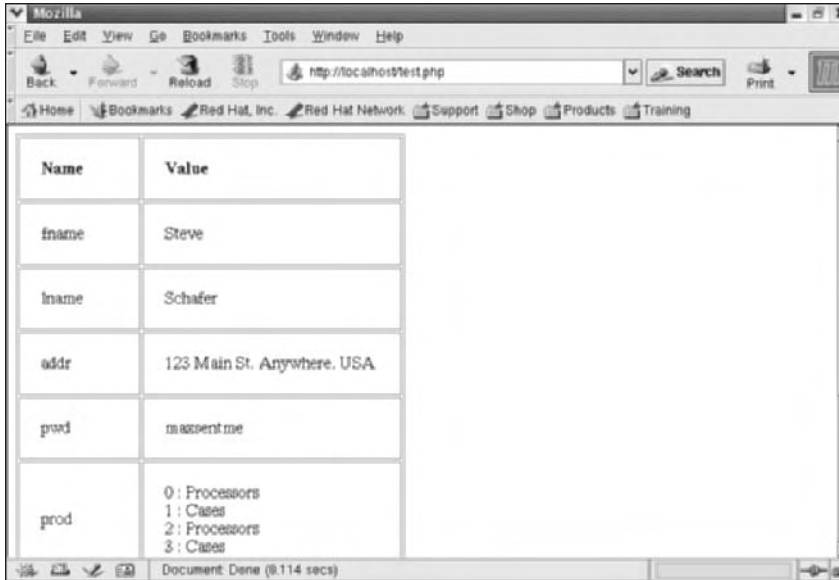 Mozilla
File Edit View Go Bookmarks Tools Window Help
Back Forward Reload Stop http://localhost/test.php Search Print
Home Bookmarks Red Hat, Inc. Red Hat Network Support Shop Products Training
Name Value
fname Steve
lname Schafer
addr 123 Main St. Anywhere, USA
pwd maxsentme
prod
0 : Processors
1 : Cases
2 : Processors
3 : Cases
Document: Done (0.114 secs)